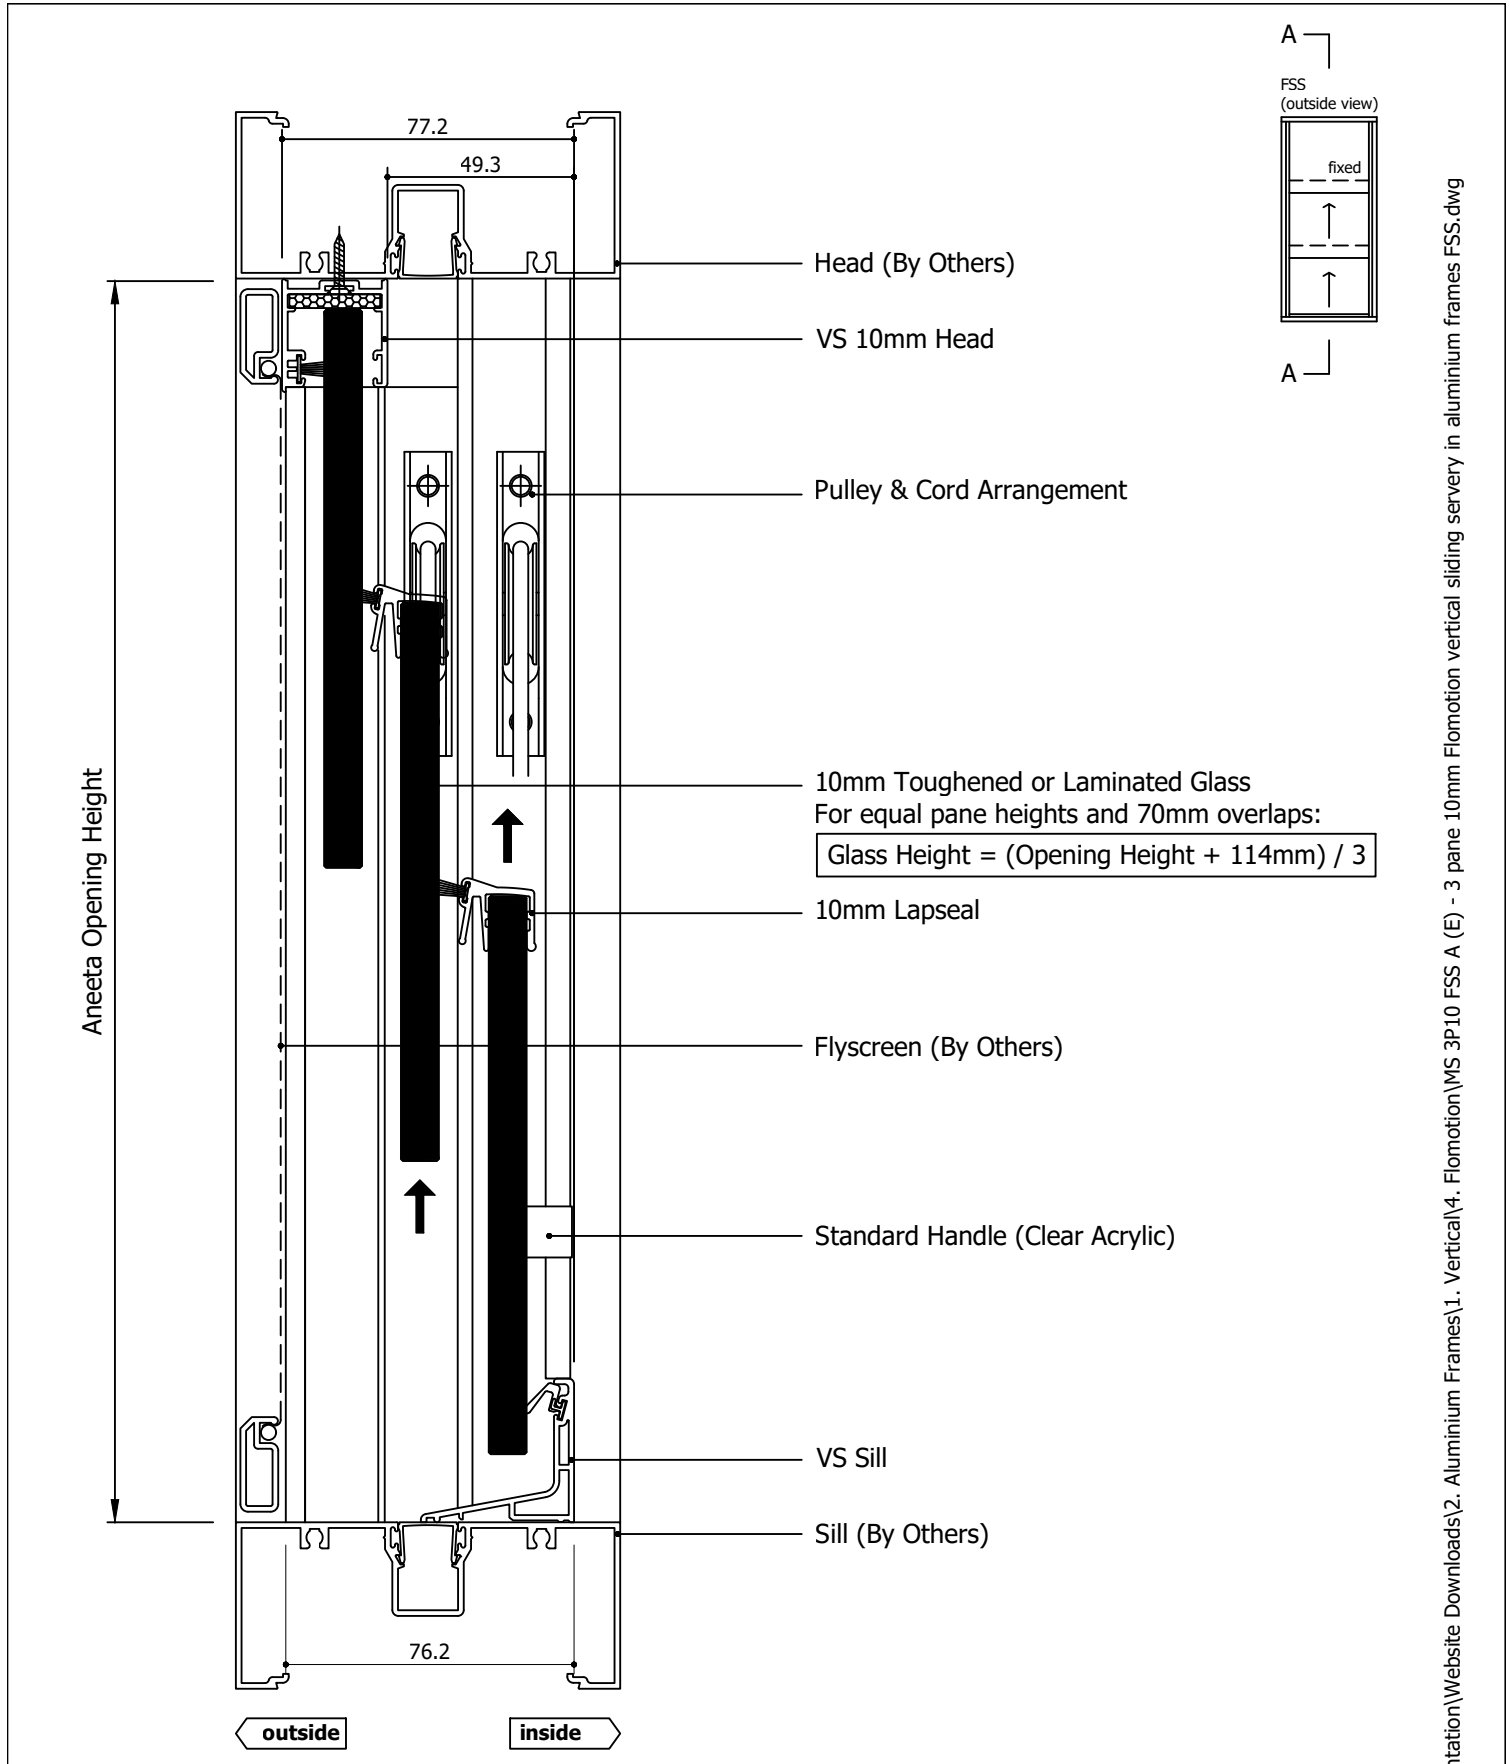 A
FSS
(outside view)
fixed
A
77.2
49.3
Head (By Others)
VS 10mm Head
Pulley & Cord Arrangement
10mm Toughened or Laminated Glass
For equal pane heights and 70mm overlaps:
Glass Height = (Opening Height + 114mm) / 3
10mm Lapseal
Aneeta Opening Height
Flyscreen (By Others)
Standard Handle (Clear Acrylic)
VS Sill
Sill (By Others)
76.2
outside
inside
ntation\Website Downloads\2. Aluminium Frames\1. Vertical\4. Flomotion\MS 3P10 FSS A (E) - 3 pane 10mm Flomotion vertical sliding servery in aluminium frames FSS.dwg